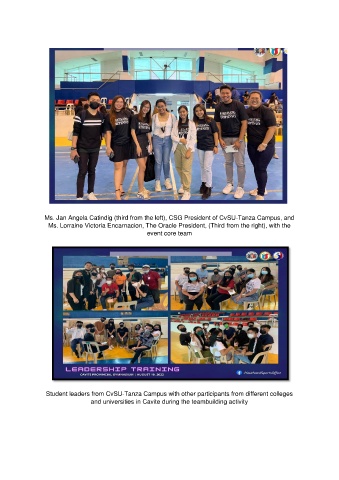 Ms. Jan Angela Catindig (third from the left), CSG President of CvSU-Tanza Campus, and
Ms. Lorraine Victoria Encarnacion, The Oracle President, (Third from the right), with the
event core team
LEADERSHIP TRAINING
CAVITE PROVINCIAL GYMNASIUM | AUGUST 19, 2022
Student leaders from CvSU-Tanza Campus with other participants from different colleges
and universities in Cavite during the teambuilding activity